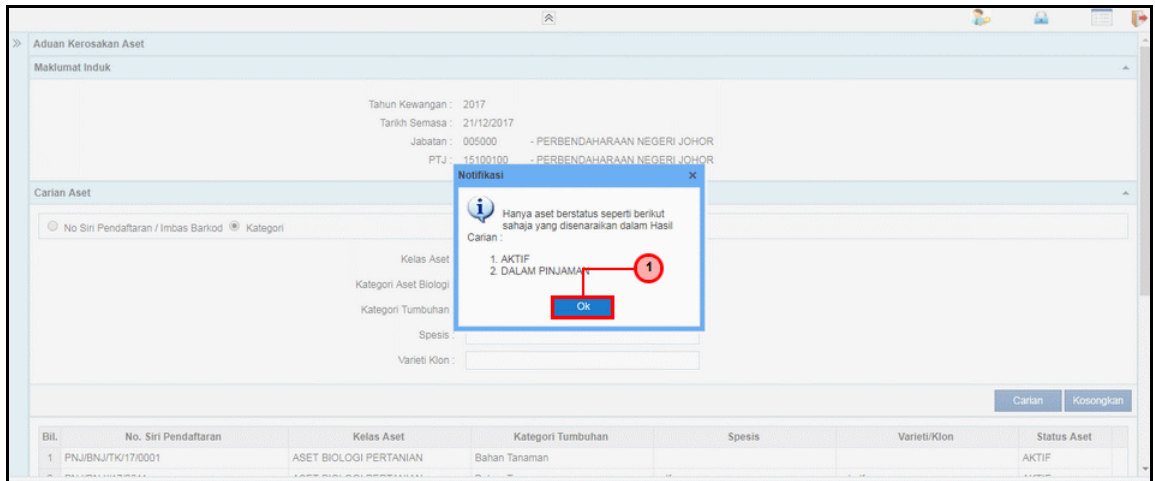 Aduan Kerosakan Aset
Maklumat Induk
Tahun Kewangan : 2017
Tarikh Semasa : 21/12/2017
Jabatan : 005000 - PERBENDAHARAAN NEGERI JOHOR
PTJ : 15100100 - PERBENDAHARAAN NEGERI JOHOR
Notifikasi
Hanya aset berstatus seperti berikut
sahaja yang disenaraikan dalam Hasil
Carian :
1. AKTIF
2. DALAM PINJAMAN
1
Ok
Carian Aset
No Siri Pendaftaran / Imbas Barkod Kategori
Kelas Aset
Kategori Aset Biologi
Kategori Tumbuhan
Spesis :
Varieti Klon :
Carian Kosongkan
Bil. No. Siri Pendaftaran Kelas Aset Kategori Tumbuhan Spesis Varieti/Klon Status Aset
1 PNJ/BNJ/TK/17/0001 ASET BIOLOGI PERTANIAN Bahan Tanaman AKTIF